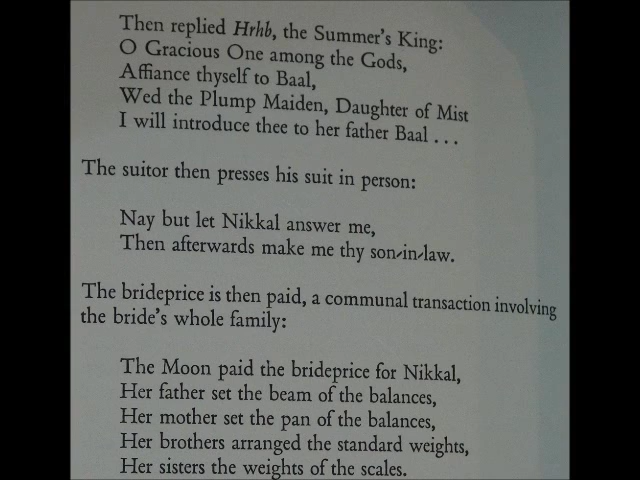 Then replied Hrhb, the Summer's King:
O Gracious One among the Gods,
Affiance thyself to Baal,
Wed the Plump Maiden, Daughter of Mist
I will introduce thee to her father Baal . . .
The suitor then presses his suit in person:
Nay but let Nikkal answer me,
Then afterwards make me thy son-in-law.
The brideprice is then paid, a communal transaction involving
the bride's whole family:
The Moon paid the brideprice for Nikkal,
Her father set the beam of the balances,
Her mother set the pan of the balances,
Her brothers arranged the standard weights,
Her sisters the weights of the scales.